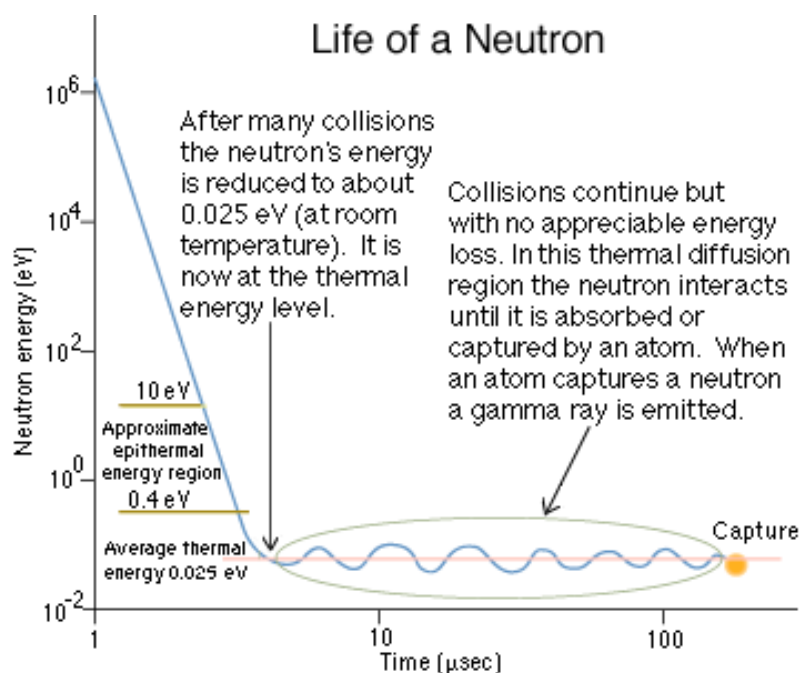 Life of a Neutron
10⁶
After many collisions
the neutron's energy
is reduced to about
0.025 eV (at room
temperature). It is
now at the thermal
energy level.
Collisions continue but
with no appreciable energy
loss. In this thermal diffusion
region the neutron interacts
until it is absorbed or
captured by an atom. When
an atom captures a neutron
a gamma ray is emitted.
10⁴
Neutron energy (eV)
10²
10 eV
Approximate
epithermal
energy region
10⁰
0.4 eV
Capture
Average thermal
energy 0.025 eV
10⁻²
1
10
100
Time (µsec)